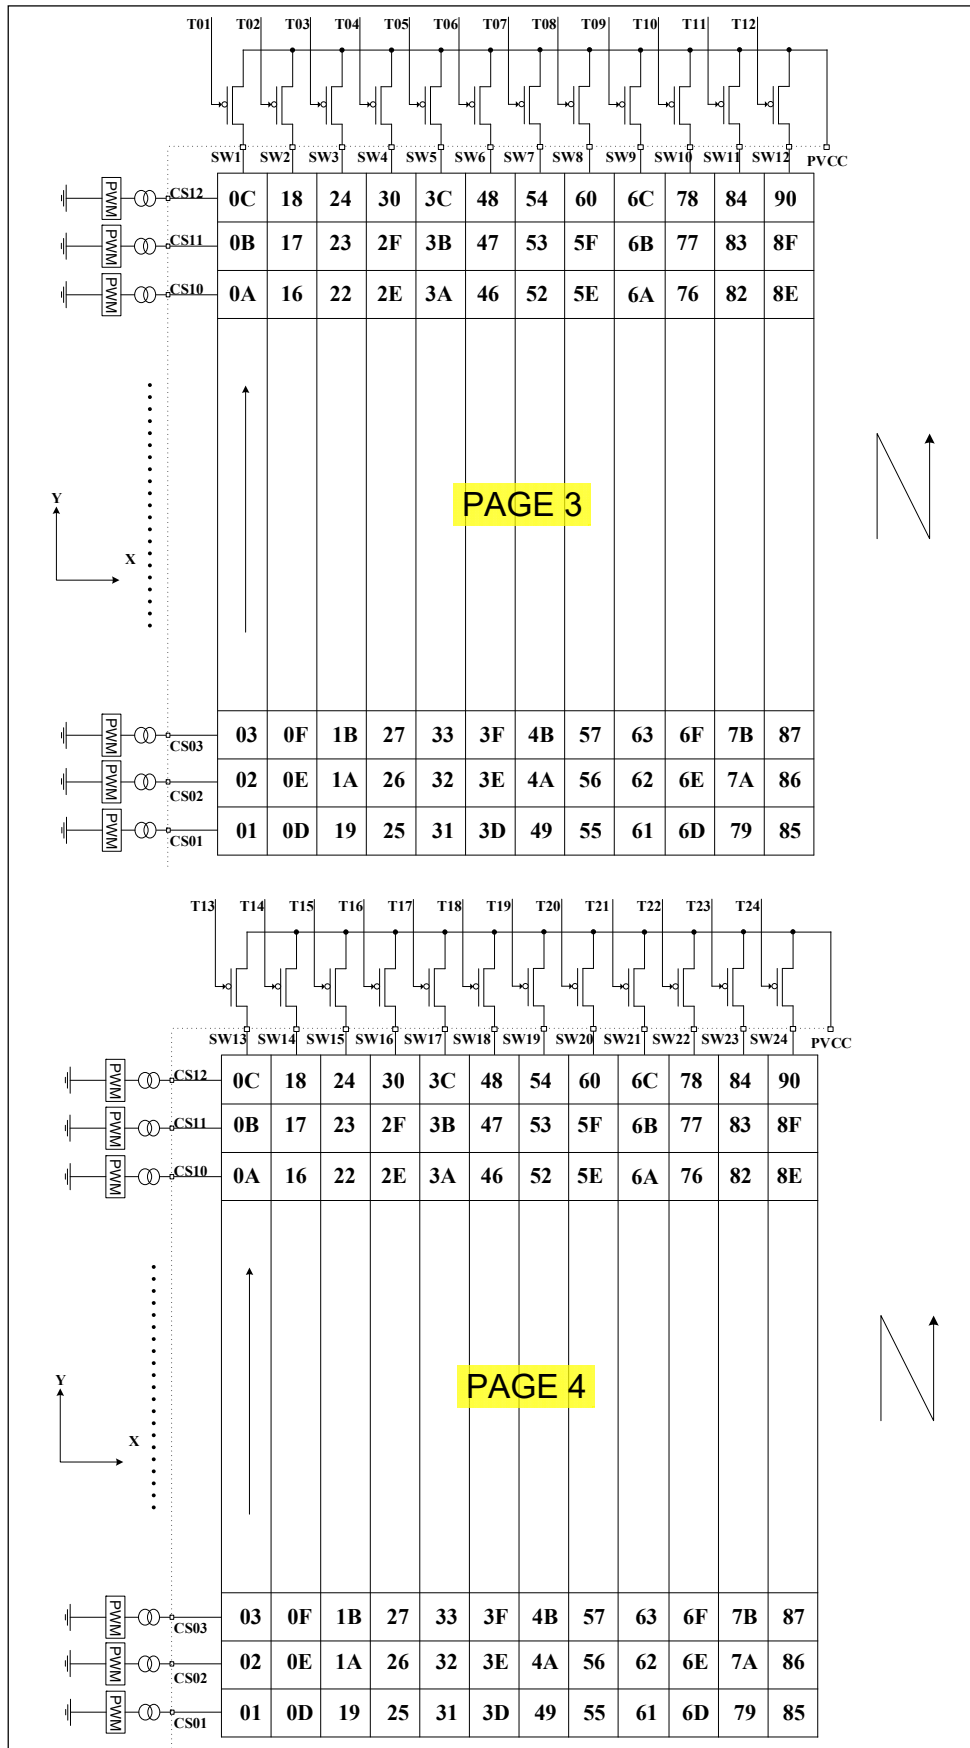 T01 T02 T03 T04 T05 T06 T07 T08 T09 T10 T11 T12
SW1 SW2 SW3 SW4 SW5 SW6 SW7 SW8 SW9 SW10 SW11 SW12 PVCC
PWM CS12 0C 18 24 30 3C 48 54 60 6C 78 84 90
PWM CS11 0B 17 23 2F 3B 47 53 5F 6B 77 83 8F
PWM CS10 0A 16 22 2E 3A 46 52 5E 6A 76 82 8E
PAGE 3
Y
X
PWM CS03 03 0F 1B 27 33 3F 4B 57 63 6F 7B 87
PWM CS02 02 0E 1A 26 32 3E 4A 56 62 6E 7A 86
PWM CS01 01 0D 19 25 31 3D 49 55 61 6D 79 85
T13 T14 T15 T16 T17 T18 T19 T20 T21 T22 T23 T24
SW13 SW14 SW15 SW16 SW17 SW18 SW19 SW20 SW21 SW22 SW23 SW24 PVCC
PWM CS12 0C 18 24 30 3C 48 54 60 6C 78 84 90
PWM CS11 0B 17 23 2F 3B 47 53 5F 6B 77 83 8F
PWM CS10 0A 16 22 2E 3A 46 52 5E 6A 76 82 8E
PAGE 4
Y
X
PWM CS03 03 0F 1B 27 33 3F 4B 57 63 6F 7B 87
PWM CS02 02 0E 1A 26 32 3E 4A 56 62 6E 7A 86
PWM CS01 01 0D 19 25 31 3D 49 55 61 6D 79 85